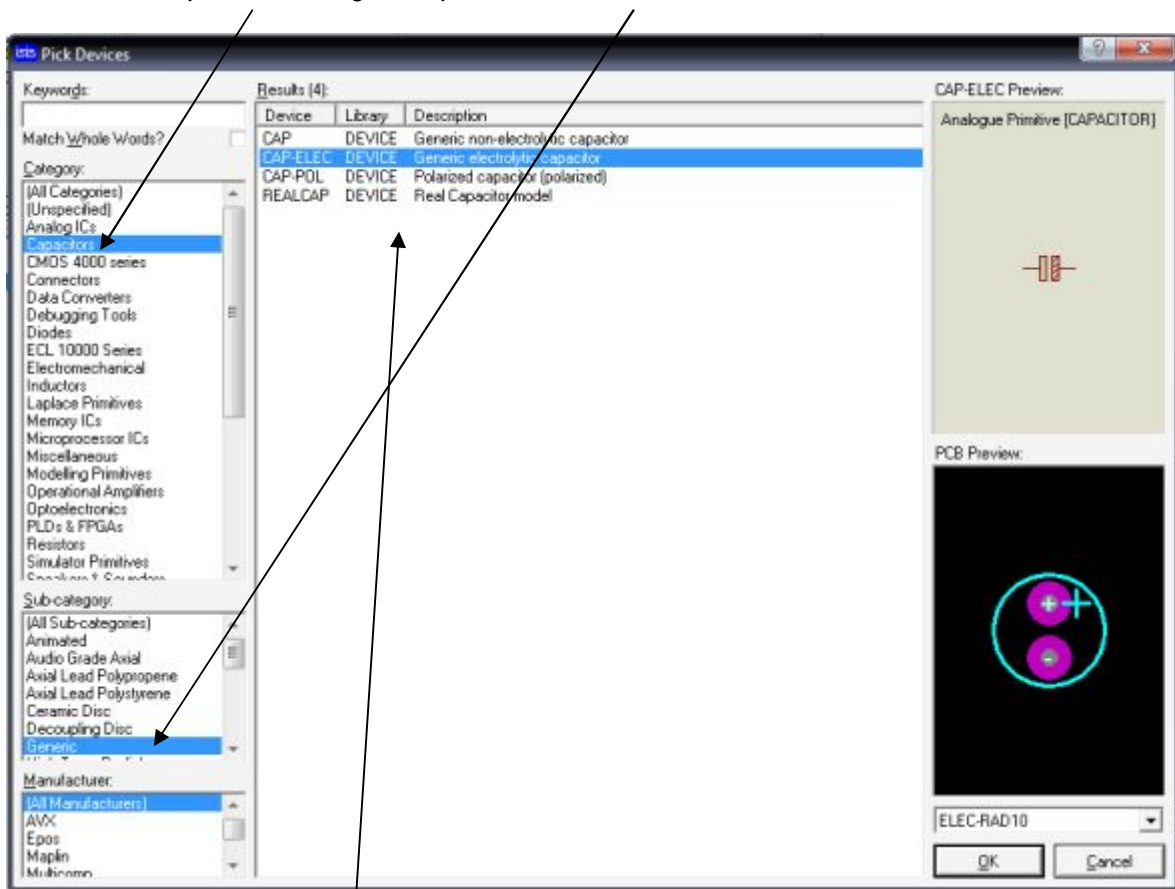 isis Pick Devices
Keywords:
Match Whole Words?
Category:
(All Categories)
(Unspecified)
Analog ICs
Capacitors
CMOS 4000 series
Connectors
Data Converters
Debugging Tools
Diodes
ECL 10000 Series
Electromechanical
Inductors
Laplace Primitives
Memory ICs
Microprocessor ICs
Miscellaneous
Modelling Primitives
Operational Amplifiers
Optoelectronics
PLDs & FPGAs
Resistors
Simulator Primitives
Sub-category:
(All Sub-categories)
Animated
Audio Grade Axial
Axial Lead Polypropene
Axial Lead Polystyrene
Ceramic Disc
Decoupling Disc
Generic
Manufacturer:
(All Manufacturers)
AVX
Epos
Maplin
Multicomp
Results (4):
Device Library Description
CAP DEVICE Generic non-electrolytic capacitor
CAP-ELEC DEVICE Generic electrolytic capacitor
CAP-POL DEVICE Polarized capacitor (polarized)
REALCAP DEVICE Real Capacitor model
CAP-ELEC Preview:
Analogue Primitive [CAPACITOR]
PCB Preview:
ELEC-RAD10
OK Cancel